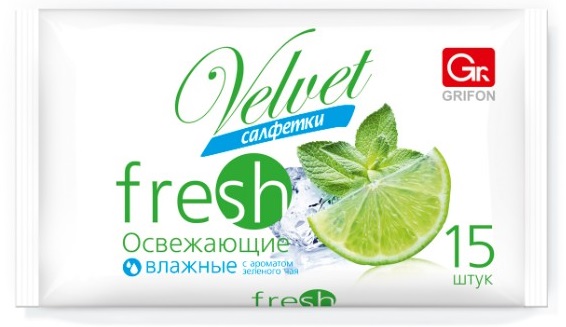 Velvet
салфетки
Gr.
GRIFON
fresh
Освежающие
влажные
с ароматом
зеленого чая
15
штук
fresh